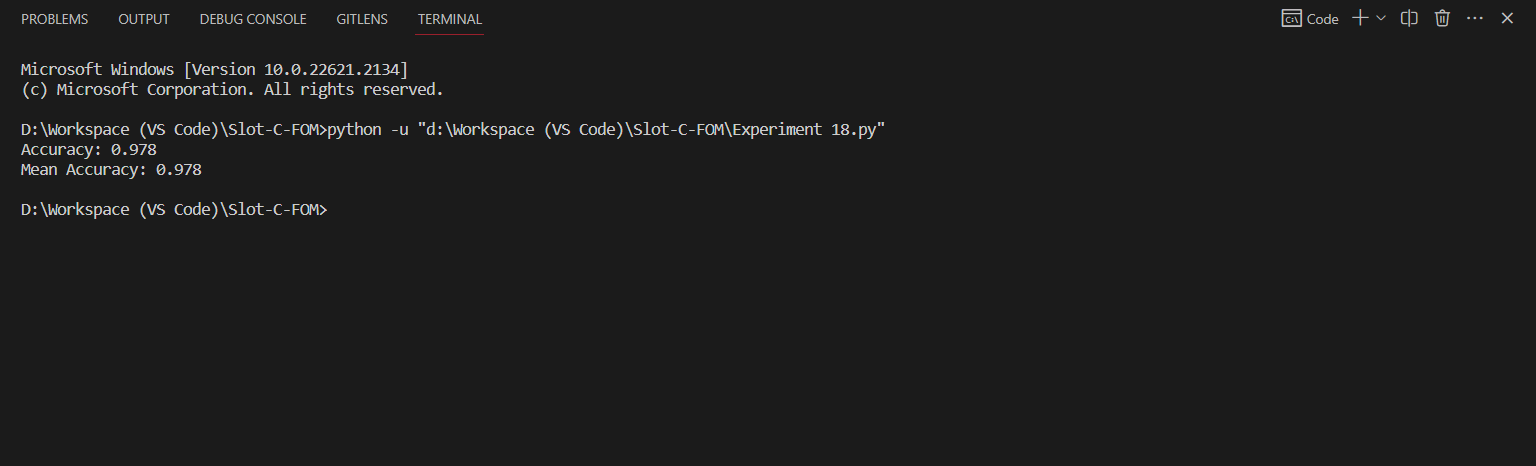 PROBLEMS OUTPUT DEBUG CONSOLE GITLENS TERMINAL Code
Microsoft Windows [Version 10.0.22621.2134]
(c) Microsoft Corporation. All rights reserved.
D:\Workspace (VS Code)\Slot-C-FOM>python -u "d:\Workspace (VS Code)\Slot-C-FOM\Experiment 18.py"
Accuracy: 0.978
Mean Accuracy: 0.978
D:\Workspace (VS Code)\Slot-C-FOM>